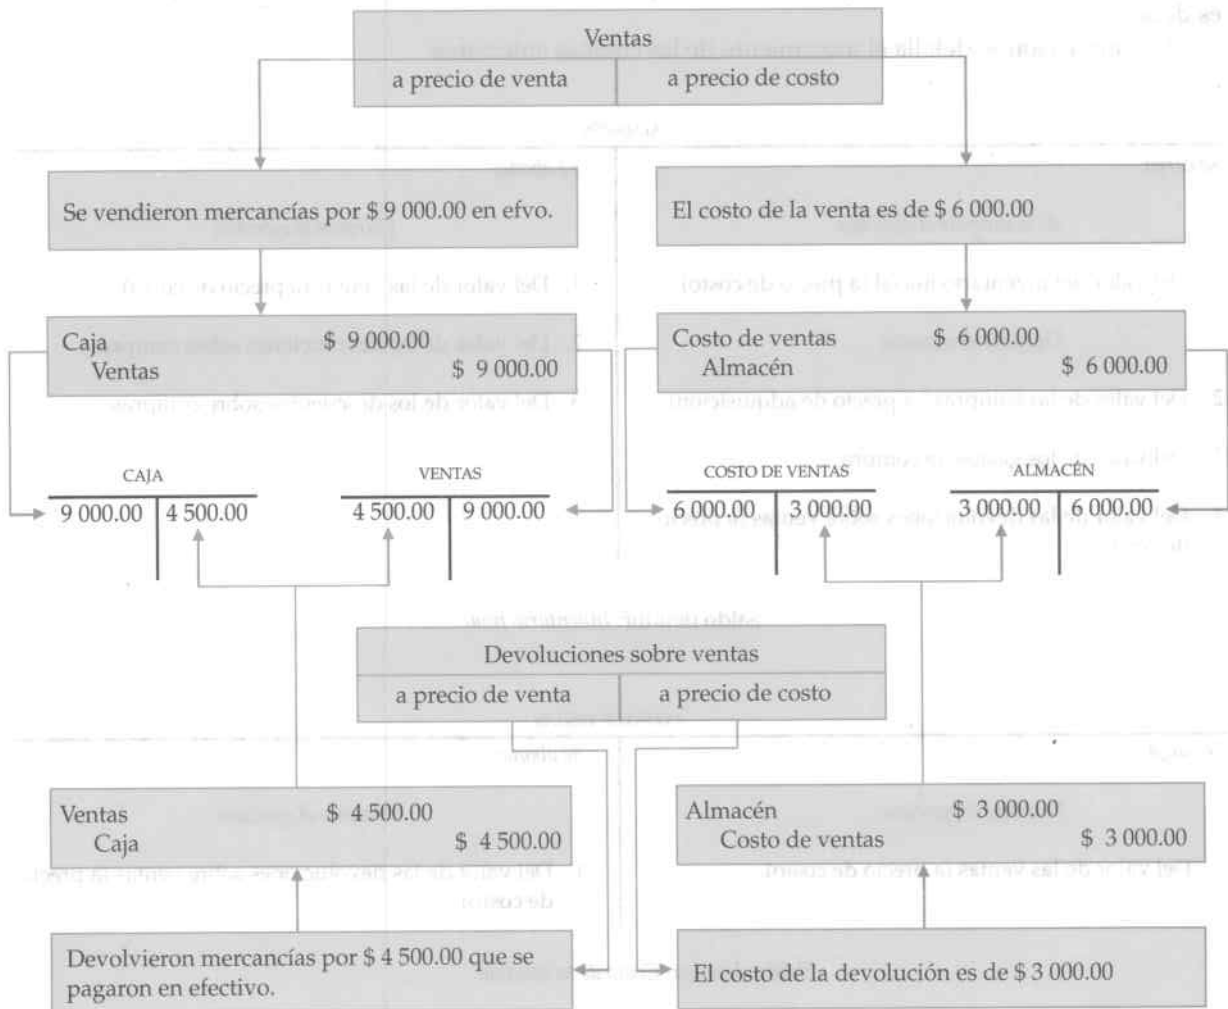 Ventas
a precio de venta a precio de costo
Se vendieron mercancías por $ 9 000.00 en efvo.
El costo de la venta es de $ 6 000.00
Caja $ 9 000.00
Ventas $ 9 000.00
Costo de ventas $ 6 000.00
Almacén $ 6 000.00
CAJA
9 000.00 4 500.00
VENTAS
4 500.00 9 000.00
COSTO DE VENTAS
6 000.00 3 000.00
ALMACÉN
3 000.00 6 000.00
Devoluciones sobre ventas
a precio de venta a precio de costo
Ventas $ 4 500.00
Caja $ 4 500.00
Almacén $ 3 000.00
Costo de ventas $ 3 000.00
Devolvieron mercancías por $ 4 500.00 que se
pagaron en efectivo.
El costo de la devolución es de $ 3 000.00